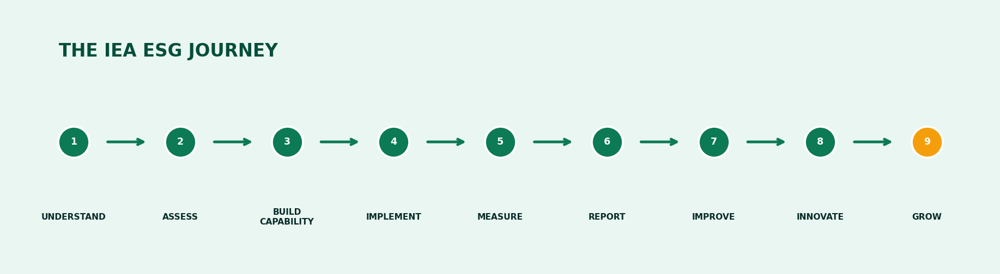 THE IEA ESG JOURNEY
1
2
3
4
5
6
7
8
9
UNDERSTAND
ASSESS
BUILD
CAPABILITY
IMPLEMENT
MEASURE
REPORT
IMPROVE
INNOVATE
GROW